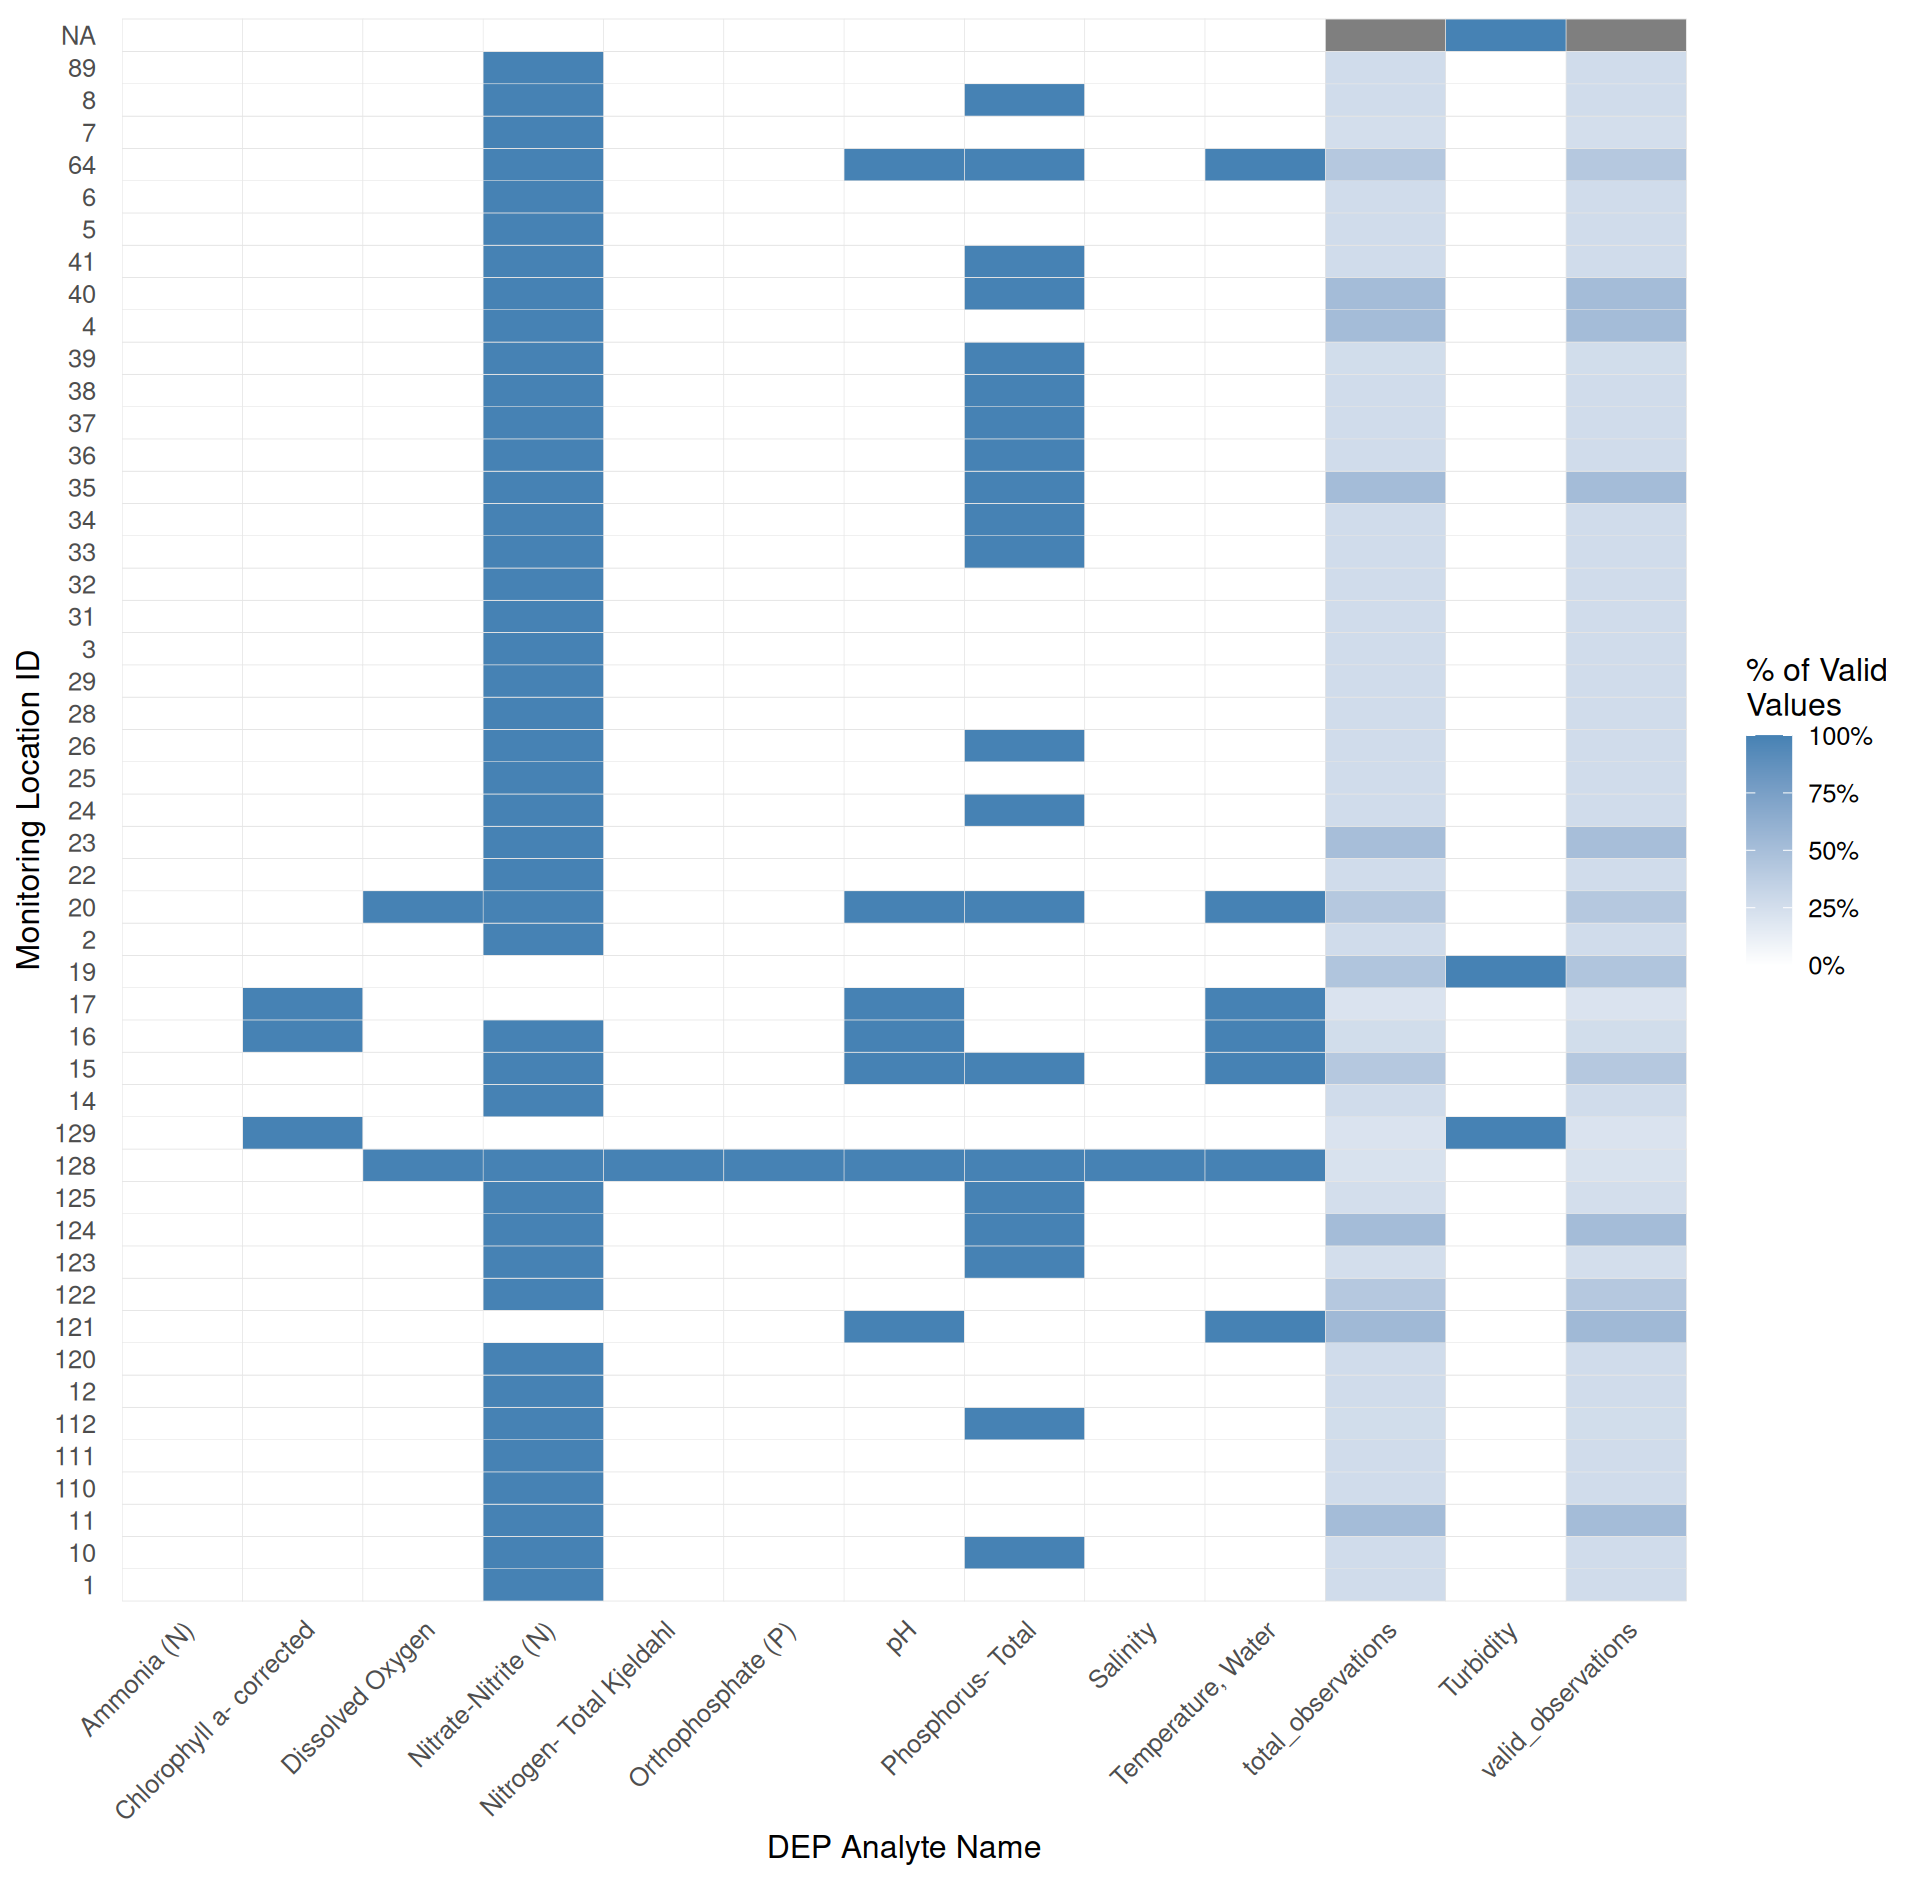 NA
89
8
7
64
6
5
41
40
4
39
38
37
36
35
34
33
32
31
3
29
28
26
25
24
23
22
20
2
19
17
16
15
14
129
128
125
124
123
122
121
120
12
112
111
110
11
10
1
Monitoring Location ID
Ammonia (N)
Chlorophyll a- corrected
Dissolved Oxygen
Nitrate-Nitrite (N)
Nitrogen- Total Kjeldahl
Orthophosphate (P)
pH
Phosphorus- Total
Salinity
Temperature, Water
total_observations
Turbidity
valid_observations
DEP Analyte Name
% of Valid
Values
100%
75%
50%
25%
0%